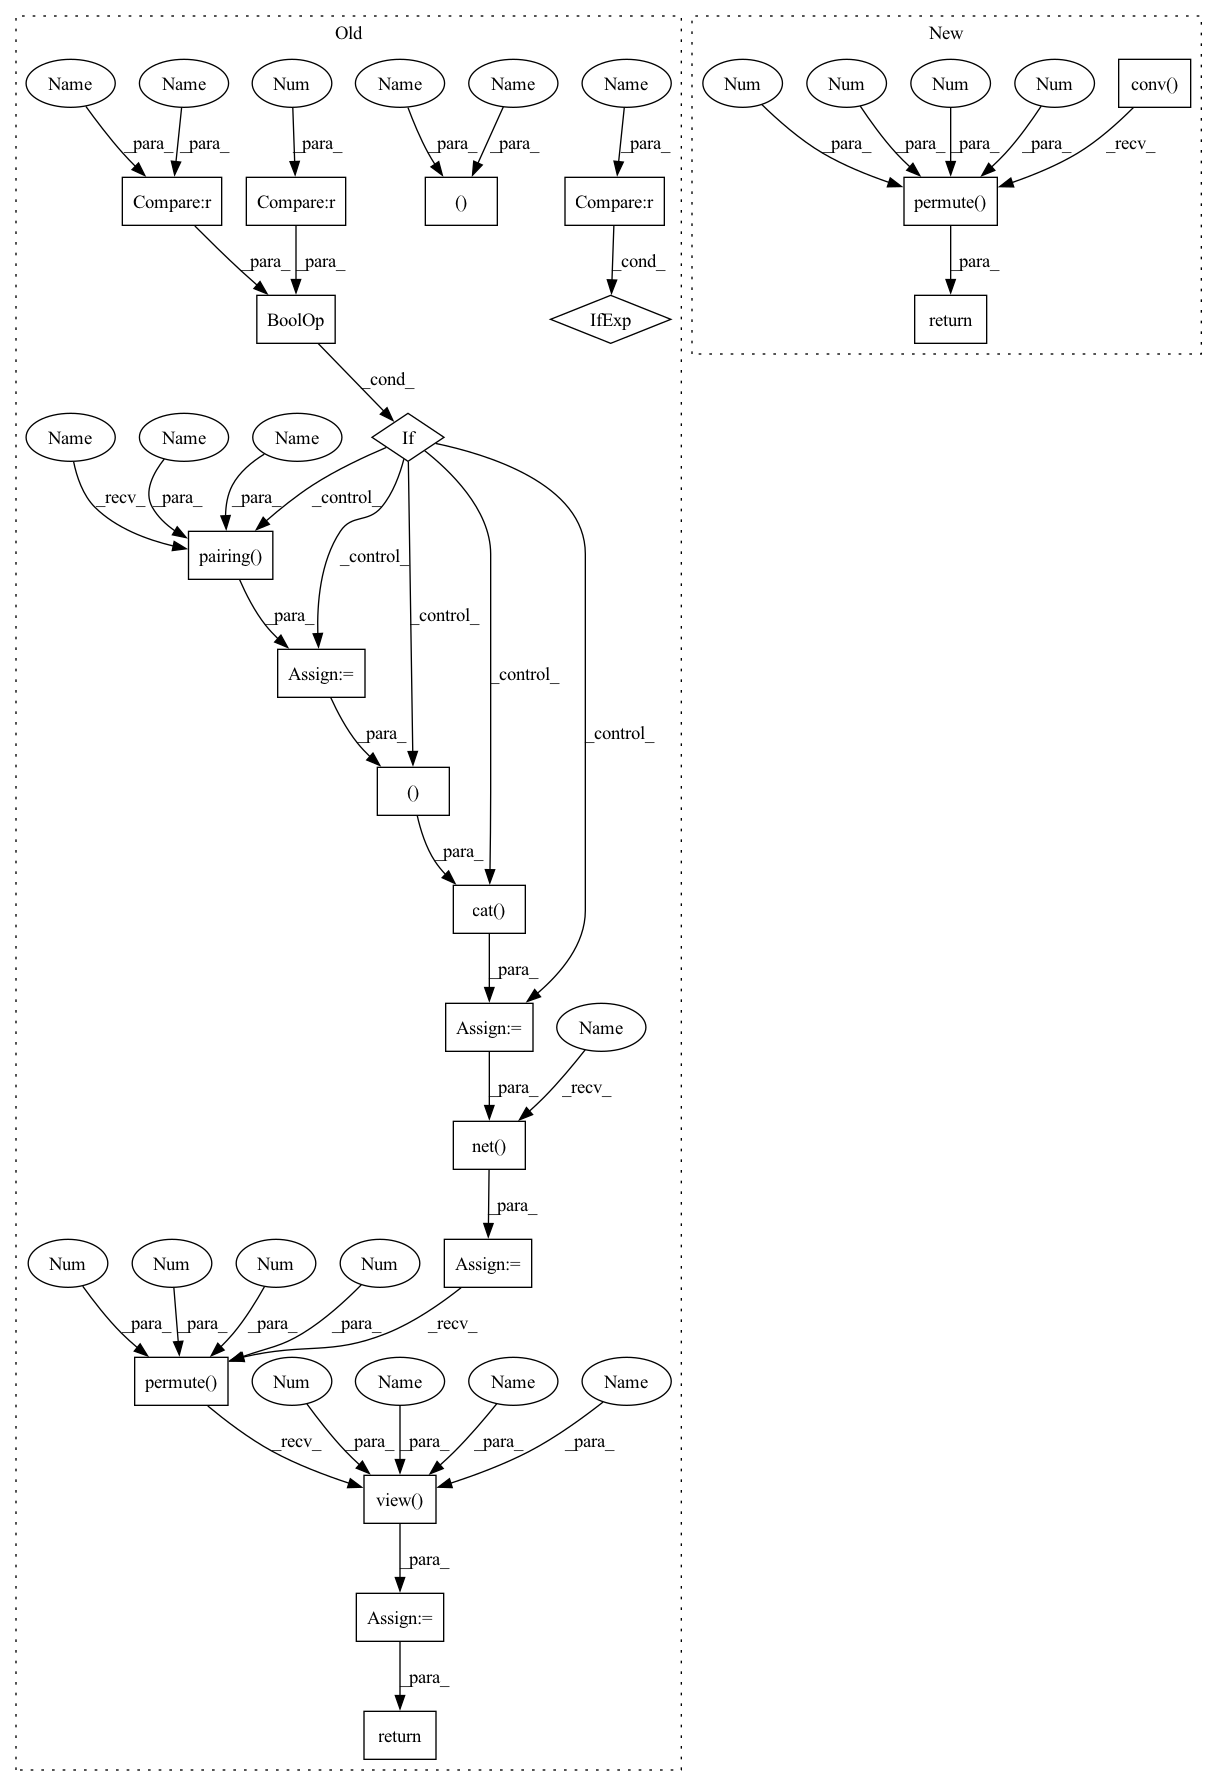 Old
New
Name Name Num Name Name Name
Num Num Num Num conv()
_para_ _para_ _para_ _para_ _para_ _para_
_para_ _para_ _para_ _para_ _recv_
Compare:r Compare:r () Compare:r
permute()
_para_ _para_ _cond_
_para_
BoolOp IfExp
return
_cond_
Name Name Name If
_recv_ _para_ _para_ _control_
pairing()
_control_
_para_ _control_
Assign:=
_control_
_para_ _control_
()
_para_
cat()
_para_
Assign:= Name
_para_ _recv_
net()
_para_
Num Num Num Num Assign:=
_para_ _para_ _para_ _para_ _recv_
permute() Num Name Name Name
_recv_ _para_ _para_ _para_ _para_
view()
_para_
Assign:=
_para_
return